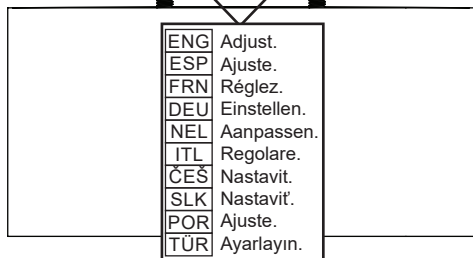 ENG Adjust.
ESP Ajuste.
FRN Réglez.
DEU Einstellen.
NEL Aanpassen.
ITL Regolare.
ČEŠ Nastavit.
SLK Nastaviť.
POR Ajuste.
TÜR Ayarlayın.